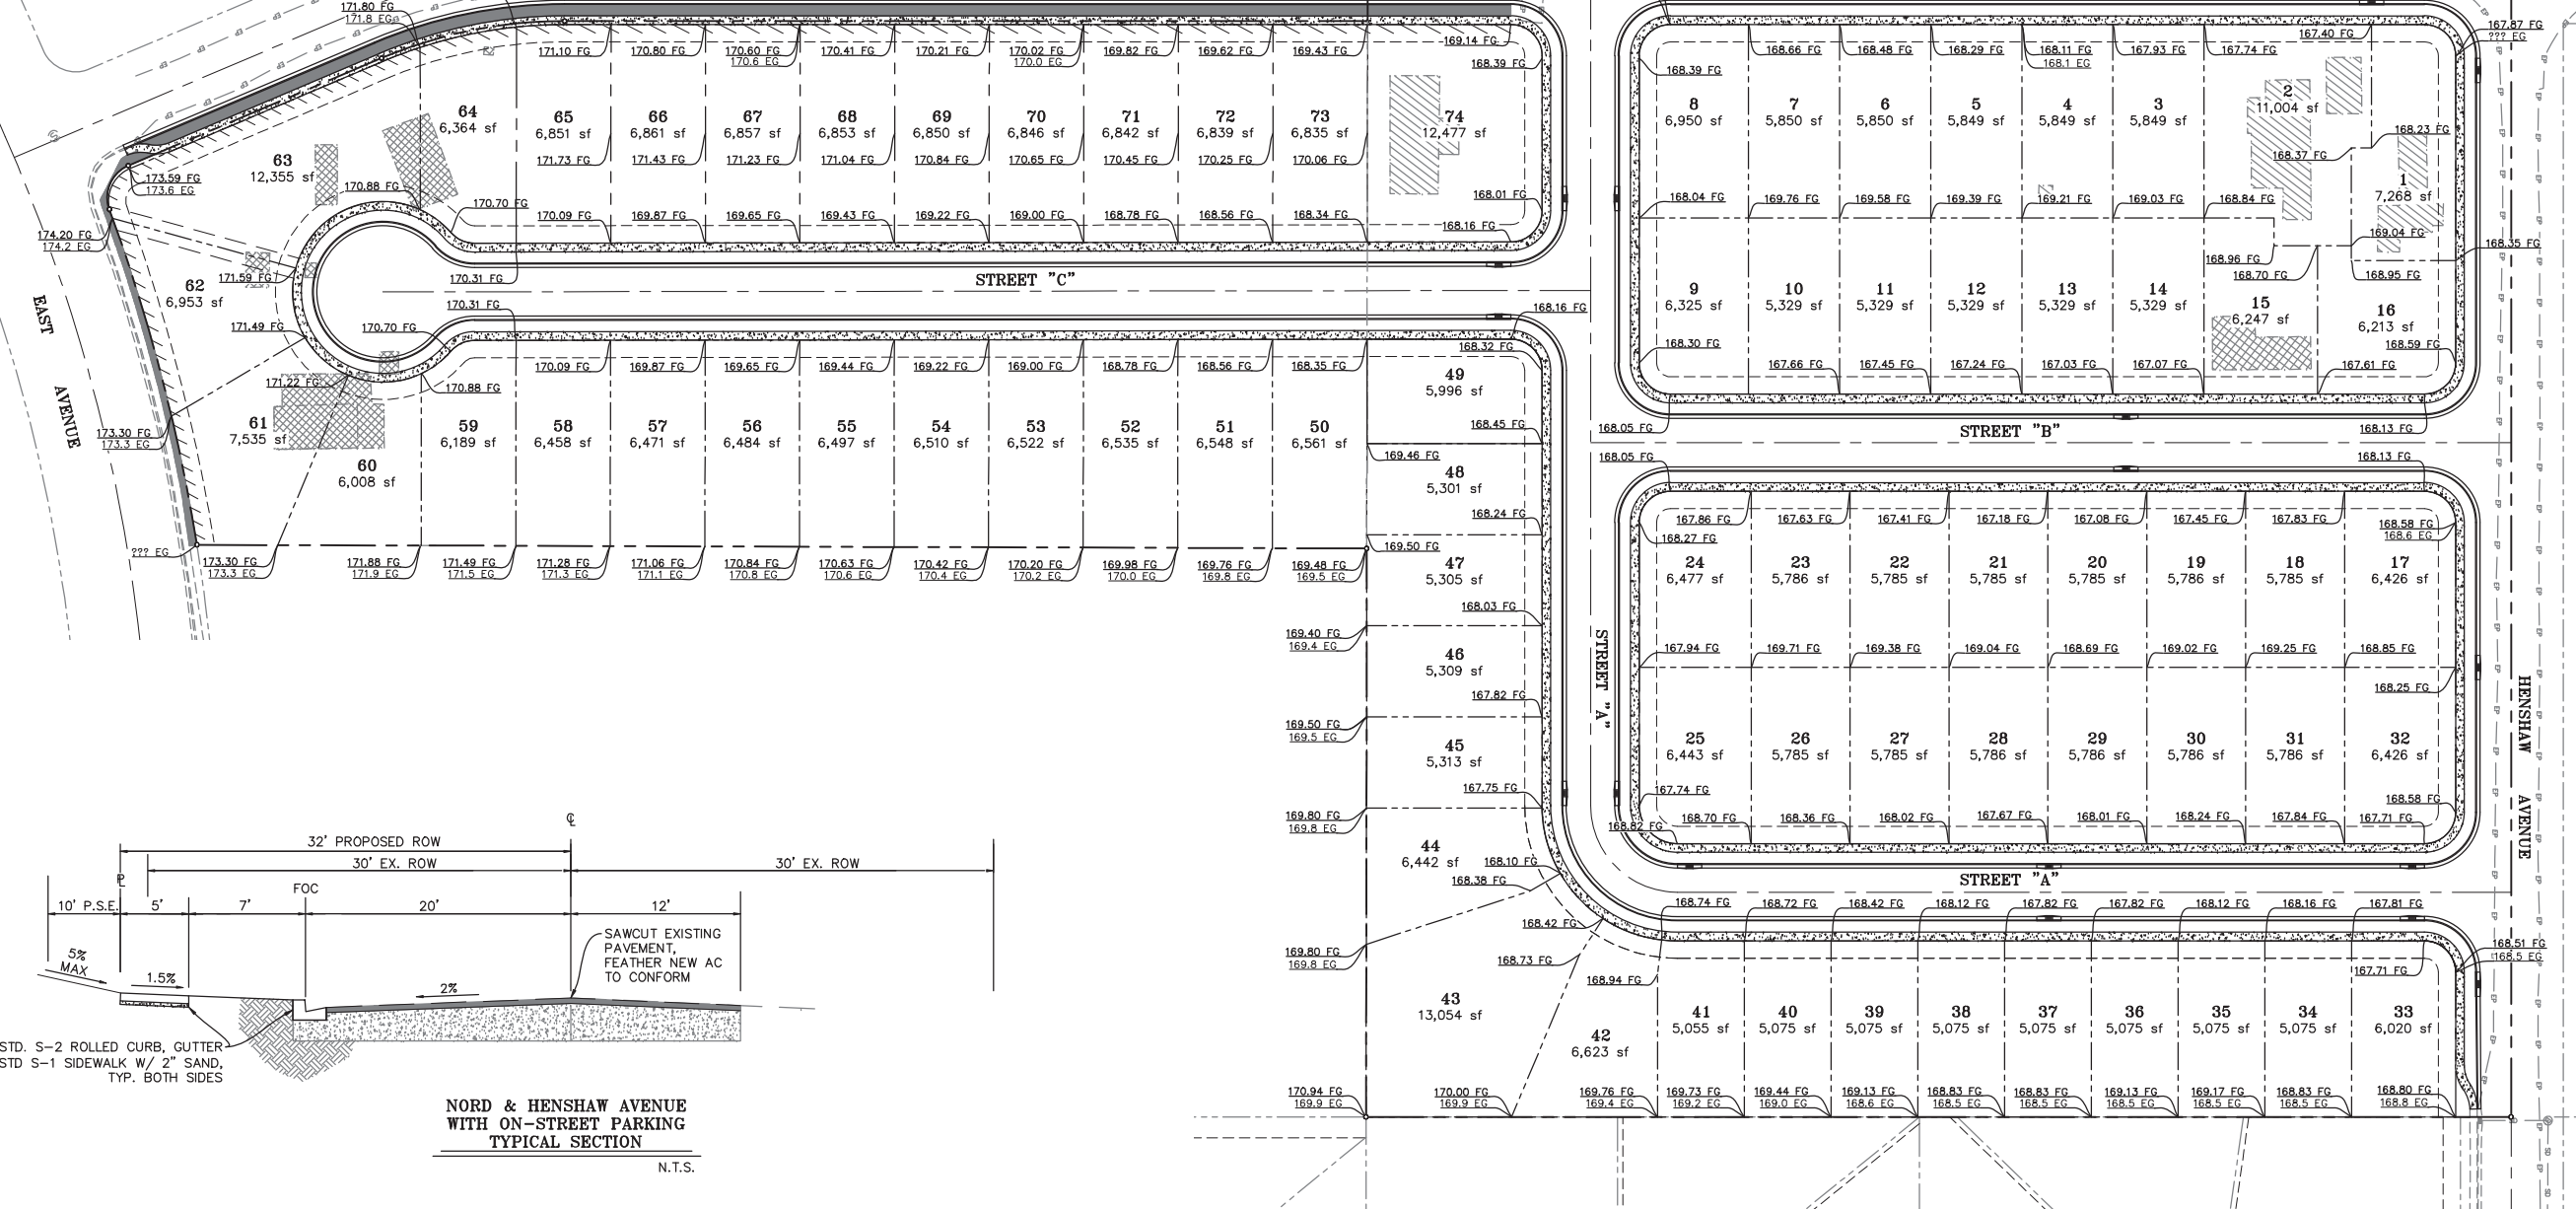 171.80 FG
171.8 EG
171.10 FG
170.80 FG
170.60 FG
170.6 EG
170.41 FG
170.21 FG
170.02 FG
170.0 EG
169.82 FG
169.62 FG
169.43 FG
169.14 FG
168.39 FG
64
6,364 sf
65
6,851 sf
66
6,861 sf
67
6,857 sf
68
6,853 sf
69
6,850 sf
70
6,846 sf
71
6,842 sf
72
6,839 sf
73
6,835 sf
74
12,477 sf
171.73 FG
171.43 FG
171.23 FG
171.04 FG
170.84 FG
170.65 FG
170.45 FG
170.25 FG
170.06 FG
63
12,355 sf
173.59 FG
173.6 EG
170.88 FG
170.70 FG
170.09 FG
169.87 FG
169.65 FG
169.43 FG
169.22 FG
169.00 FG
168.78 FG
168.56 FG
168.34 FG
168.01 FG
168.16 FG
174.20 FG
174.2 EG
171.59 FG
62
6,953 sf
170.31 FG
STREET "C"
170.31 FG
EAST
AVENUE
171.49 FG
170.70 FG
168.16 FG
168.32 FG
170.09 FG
169.87 FG
169.65 FG
169.44 FG
169.22 FG
169.00 FG
168.78 FG
168.56 FG
168.35 FG
171.22 FG
170.88 FG
61
7,535 sf
173.30 FG
173.3 EG
60
6,008 sf
59
6,189 sf
58
6,458 sf
57
6,471 sf
56
6,484 sf
55
6,497 sf
54
6,510 sf
53
6,522 sf
52
6,535 sf
51
6,548 sf
50
6,561 sf
49
5,996 sf
168.45 FG
169.46 FG
48
5,301 sf
168.24 FG
169.50 FG
??? EG
173.30 FG
173.3 EG
171.88 FG
171.9 EG
171.49 FG
171.5 EG
171.28 FG
171.3 EG
171.06 FG
171.1 EG
170.84 FG
170.8 EG
170.63 FG
170.6 EG
170.42 FG
170.4 EG
170.20 FG
170.2 EG
169.98 FG
170.0 EG
169.76 FG
169.8 EG
169.48 FG
169.5 EG
47
5,305 sf
168.03 FG
169.40 FG
169.4 EG
46
5,309 sf
167.82 FG
169.50 FG
169.5 EG
45
5,313 sf
167.75 FG
169.80 FG
169.8 EG
44
6,442 sf
168.10 FG
168.38 FG
168.42 FG
169.80 FG
169.8 EG
168.73 FG
43
13,054 sf
170.94 FG
169.9 EG
170.00 FG
169.9 EG
STREET "A"
167.40 FG
167.87 FG
??? EG
168.39 FG
168.66 FG
168.48 FG
168.29 FG
168.11 FG
168.1 EG
167.93 FG
167.74 FG
8
6,950 sf
7
5,850 sf
6
5,850 sf
5
5,849 sf
4
5,849 sf
3
5,849 sf
2
11,004 sf
168.23 FG
168.37 FG
1
7,268 sf
168.04 FG
169.76 FG
169.58 FG
169.39 FG
169.21 FG
169.03 FG
168.84 FG
169.04 FG
168.35 FG
168.96 FG
168.70 FG
168.95 FG
9
6,325 sf
10
5,329 sf
11
5,329 sf
12
5,329 sf
13
5,329 sf
14
5,329 sf
15
6,247 sf
16
6,213 sf
168.30 FG
167.66 FG
167.45 FG
167.24 FG
167.03 FG
167.07 FG
167.61 FG
168.59 FG
168.05 FG
STREET "B"
168.13 FG
168.05 FG
168.13 FG
167.86 FG
167.63 FG
167.41 FG
167.18 FG
167.08 FG
167.45 FG
167.83 FG
168.58 FG
168.6 EG
168.27 FG
24
6,477 sf
23
5,786 sf
22
5,785 sf
21
5,785 sf
20
5,785 sf
19
5,786 sf
18
5,785 sf
17
6,426 sf
167.94 FG
169.71 FG
169.38 FG
169.04 FG
168.69 FG
169.02 FG
169.25 FG
168.85 FG
168.25 FG
25
6,443 sf
26
5,785 sf
27
5,785 sf
28
5,786 sf
29
5,786 sf
30
5,786 sf
31
5,786 sf
32
6,426 sf
167.74 FG
168.58 FG
168.82 FG
168.70 FG
168.36 FG
168.02 FG
167.67 FG
168.01 FG
168.24 FG
167.84 FG
167.71 FG
HENSHAW
AVENUE
STREET "A"
168.74 FG
168.72 FG
168.42 FG
168.12 FG
167.82 FG
167.82 FG
168.12 FG
168.16 FG
167.81 FG
168.51 FG
168.5 EG
168.94 FG
167.71 FG
42
6,623 sf
41
5,055 sf
40
5,075 sf
39
5,075 sf
38
5,075 sf
37
5,075 sf
36
5,075 sf
35
5,075 sf
34
5,075 sf
33
6,020 sf
169.76 FG
169.4 EG
169.73 FG
169.2 EG
169.44 FG
169.0 EG
169.13 FG
168.6 EG
168.83 FG
168.5 EG
168.83 FG
168.5 EG
169.13 FG
168.5 EG
169.17 FG
168.5 EG
168.83 FG
168.5 EG
168.80 FG
168.8 EG
32' PROPOSED ROW
30' EX. ROW
30' EX. ROW
FOC
10' P.S.E.
5'
7'
20'
12'
5%
MAX
1.5%
2%
SAWCUT EXISTING
PAVEMENT,
FEATHER NEW AC
TO CONFORM
STD. S-2 ROLLED CURB, GUTTER
STD S-1 SIDEWALK W/ 2" SAND,
TYP. BOTH SIDES
NORD & HENSHAW AVENUE
WITH ON-STREET PARKING
TYPICAL SECTION
N.T.S.